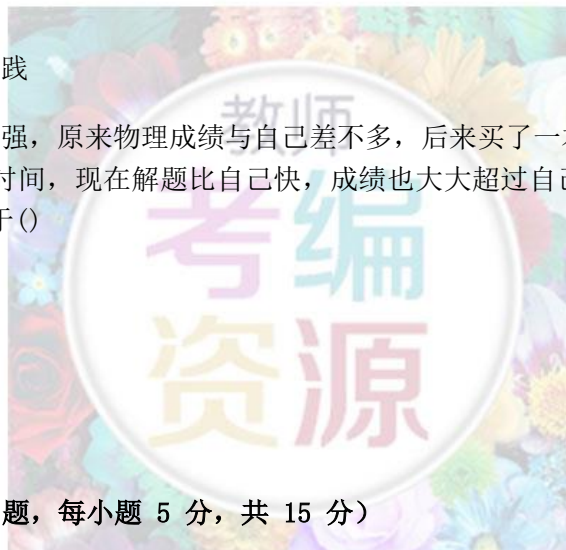 践
强，原来物理成绩与自己差不多，后来买了一
时间，现在解题比自己快，成绩也大大超过自
于()
教师
考编
资源
题，每小题 5 分，共 15 分）